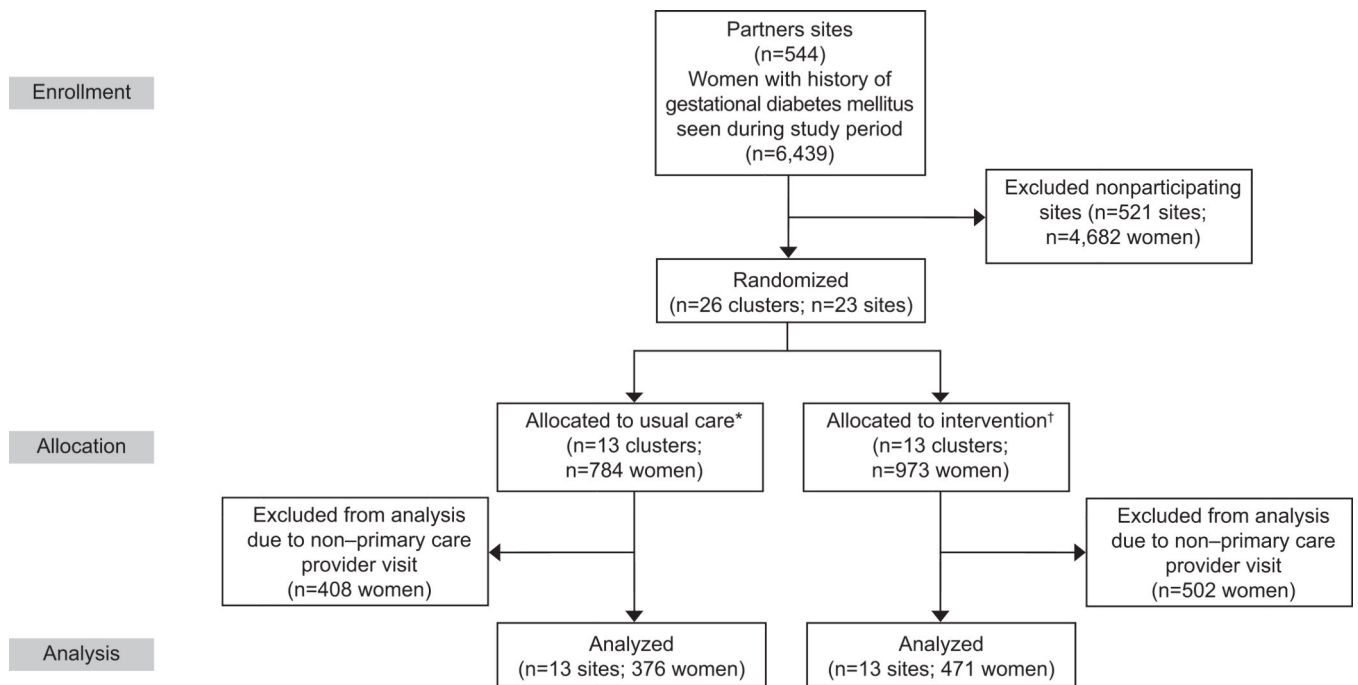 Partners sites
(n=544)
Women with history of
gestational diabetes mellitus
seen during study period
(n=6,439)
Enrollment
Excluded nonparticipating
sites (n=521 sites;
n=4,682 women)
Randomized
(n=26 clusters; n=23 sites)
Allocation
Allocated to usual care*
(n=13 clusters;
n=784 women)
Allocated to intervention†
(n=13 clusters;
n=973 women)
Excluded from analysis
due to non–primary care
provider visit
(n=408 women)
Excluded from analysis
due to non–primary care
provider visit
(n=502 women)
Analysis
Analyzed
(n=13 sites; 376 women)
Analyzed
(n=13 sites; 471 women)